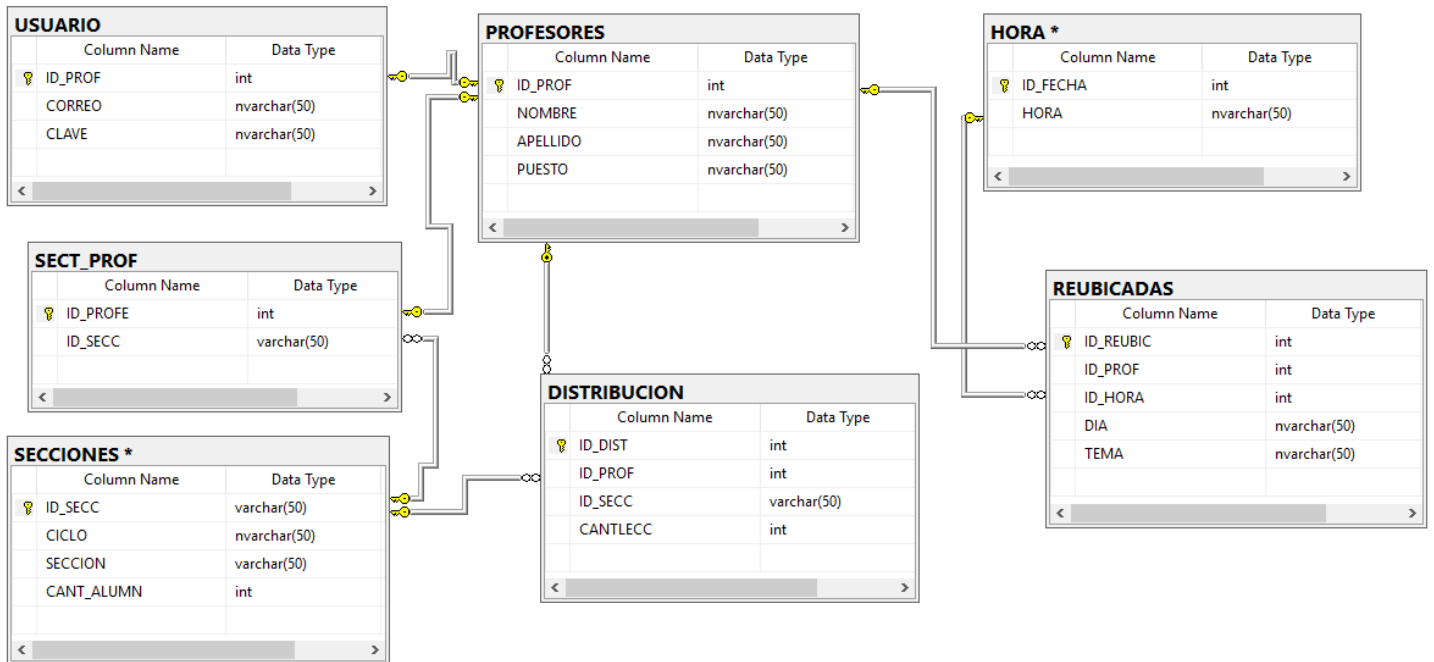 USUARIO
Column Name Data Type
ID_PROF int
CORREO nvarchar(50)
CLAVE nvarchar(50)
PROFESORES
Column Name Data Type
ID_PROF int
NOMBRE nvarchar(50)
APELLIDO nvarchar(50)
PUESTO nvarchar(50)
HORA *
Column Name Data Type
ID_FECHA int
HORA nvarchar(50)
SECT_PROF
Column Name Data Type
ID_PROFE int
ID_SECC varchar(50)
REUBICADAS
Column Name Data Type
ID_REUBIC int
ID_PROF int
ID_HORA int
DIA nvarchar(50)
TEMA nvarchar(50)
DISTRIBUCION
Column Name Data Type
ID_DIST int
ID_PROF int
ID_SECC varchar(50)
CANTLECC int
SECCIONES *
Column Name Data Type
ID_SECC varchar(50)
CICLO nvarchar(50)
SECCION varchar(50)
CANT_ALUMN int